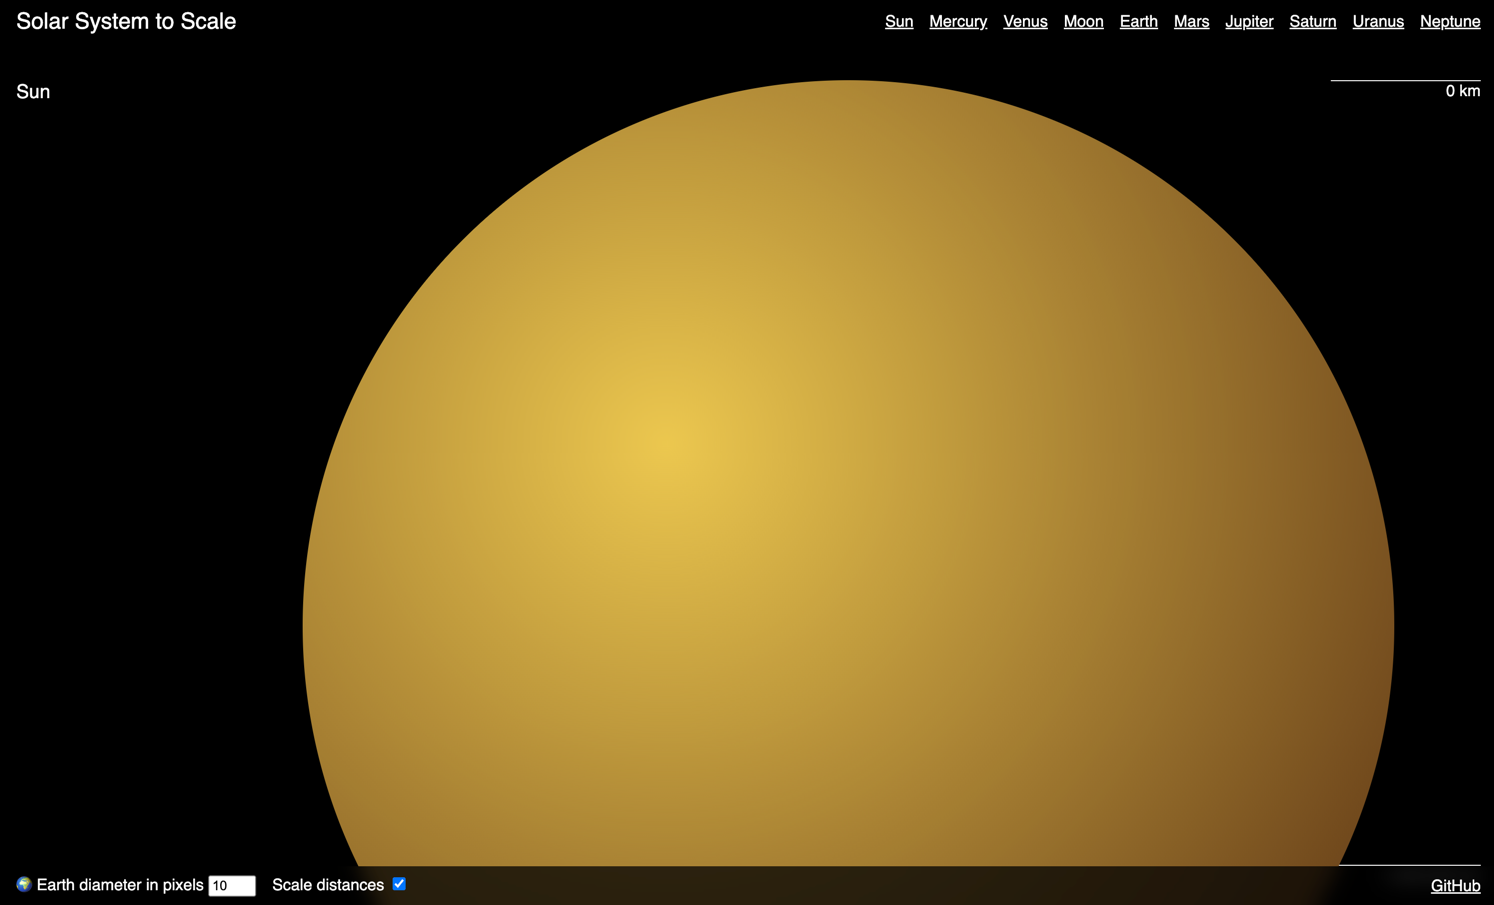 Solar System to Scale
Sun Mercury Venus Moon Earth Mars Jupiter Saturn Uranus Neptune
Sun
0 km
Earth diameter in pixels 10 Scale distances
GitHub